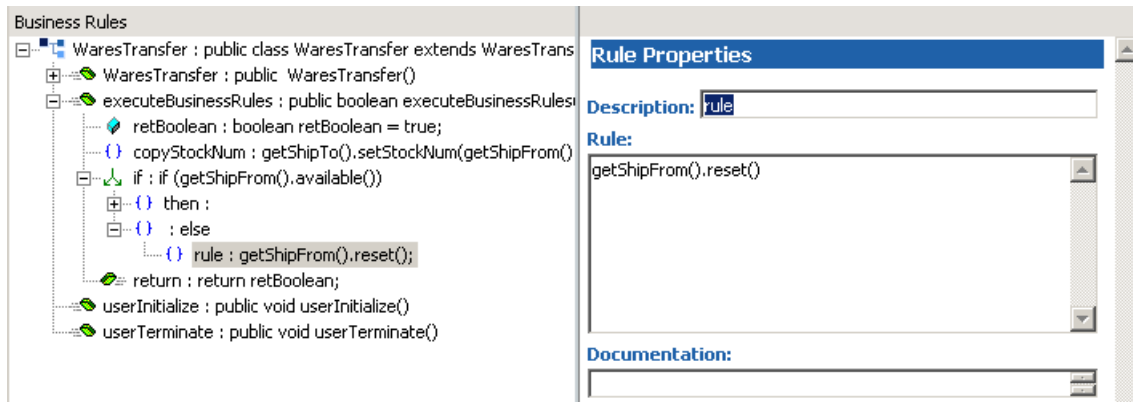 Business Rules
WaresTransfer : public class WaresTransfer extends WaresTrans
WaresTransfer : public WaresTransfer()
executeBusinessRules : public boolean executeBusinessRules(
retBoolean : boolean retBoolean = true;
copyStockNum : getShipTo().setStockNum(getShipFrom()
if : if (getShipFrom().available())
{} then :
{} : else
{} rule : getShipFrom().reset();
return : return retBoolean;
userInitialize : public void userInitialize()
userTerminate : public void userTerminate()
Rule Properties
Description: rule
Rule:
getShipFrom().reset()
Documentation: